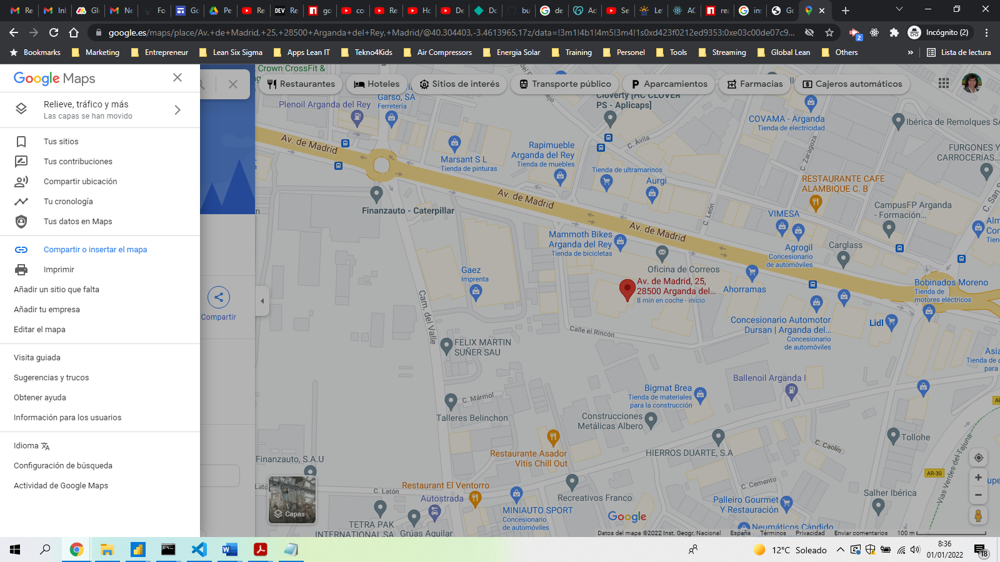 Re
Inl
Glo
Ne
Fo
Go
Pe
Re
DEV Re
go
co
Re
Ho
De
Do
bu
de
Ad
Se
Le
AC
rea
ins
Go
google.es/maps/place/Av.+de+Madrid,+25,+28500+Arganda+del+Rey,+Madrid/@40.304403,-3.4613965,17z/data=!3m1!4b1!4m5!3m4!1s0xd423f0212ed9353:0xe03c00de07c9...
2
Incógnito (2)
Bookmarks
Marketing
Entrepreneur
Lean Six Sigma
Apps Lean IT
Tekno4Kids
Air Compressors
Energia Solar
Training
Personel
Tools
Streaming
Global Lean
Others
»
Lista de lectura
Google Maps
Relieve, tráfico y más
Las capas se han movido
Tus sitios
Tus contribuciones
Compartir ubicación
Tu cronología
Tus datos en Maps
Compartir o insertar el mapa
Imprimir
Añadir un sitio que falta
Añadir tu empresa
Editar el mapa
Visita guiada
Sugerencias y trucos
Obtener ayuda
Información para los usuarios
Idioma
Configuración de búsqueda
Actividad de Google Maps
Compartir
Crown CrossFit &
Restaurantes
Hoteles
Sitios de interés
Transporte público
Aparcamientos
Farmacias
Cajeros automáticos
Plenoil Arganda del Rey
Garso, SA
Ferretería
Cloverty [HC CLOVER
PS - Aplicaps]
COVAMA - Arganda
Tienda de electricidad
Ibérica de Remolques SA
Av. de Madrid
Marsant S L
Tienda de pinturas
Rapimueble
Arganda del Rey
Tienda de muebles
C. Ávila
C. Zaragoza
Tienda de ultramarinos
Aurgi
FURGONES Y
CARROCERIAS...
RESTAURANTE CAFE
ALAMBIQUE C. B
Finanzauto - Caterpillar
Av. de Madrid
C. León
CampusFP Arganda
- Formación...
C. San
VIMESA
Av. de Madrid
Mammoth Bikes
Arganda del Rey
Tienda de bicicletas
Agrogil
Concesionario
de automóviles
Carglass
Alm
Con
Tien
Gaez
Imprenta
Oficina de Correos
Av. de Madrid, 25,
28500 Arganda del...
8 min en coche - inicio
Ahorramas
Bobinados Moreno
Tienda de
motores eléctricos
Cam. del Valle
Calle el Rincón
Concesionario Automotor
Dursan | Arganda del...
Concesionario
de automóviles
Lidl
FELIX MARTIN
SUÑER SAU
Asia
Tienda de a
para
Ballenoil Arganda I
Bigmat Brea
Tienda de materiales
para la construcción
C. Mármol
Talleres Belinchon
Construcciones
Metálicas Albero
AR
Restaurante Asador
Vitis Chill Out
HIERROS DUARTE, S.A
C. Caolín
Tollohe
Finanzauto, S.A.U
Vías Verdes del Tajuna
AR-30
Restaurant El Ventorro
C. Latón
Lató
Autostrada
Recreativos Franco
C. Cemento
Salher Ibérica
upe
Palleiro Gourmet
Y Restauración
Capas
TETRA PAK
INTERNATIONAL SA
Grúas Aguilar
MINIAUTO SPORT
Concesionario
de automóviles
Google
Neumáticos Cándido
Datos del mapa ©2022 Inst. Geogr. Nacional
España
Términos
Privacidad
Enviar comentarios
100 m
12°C Soleado
8:36
01/01/2022
18